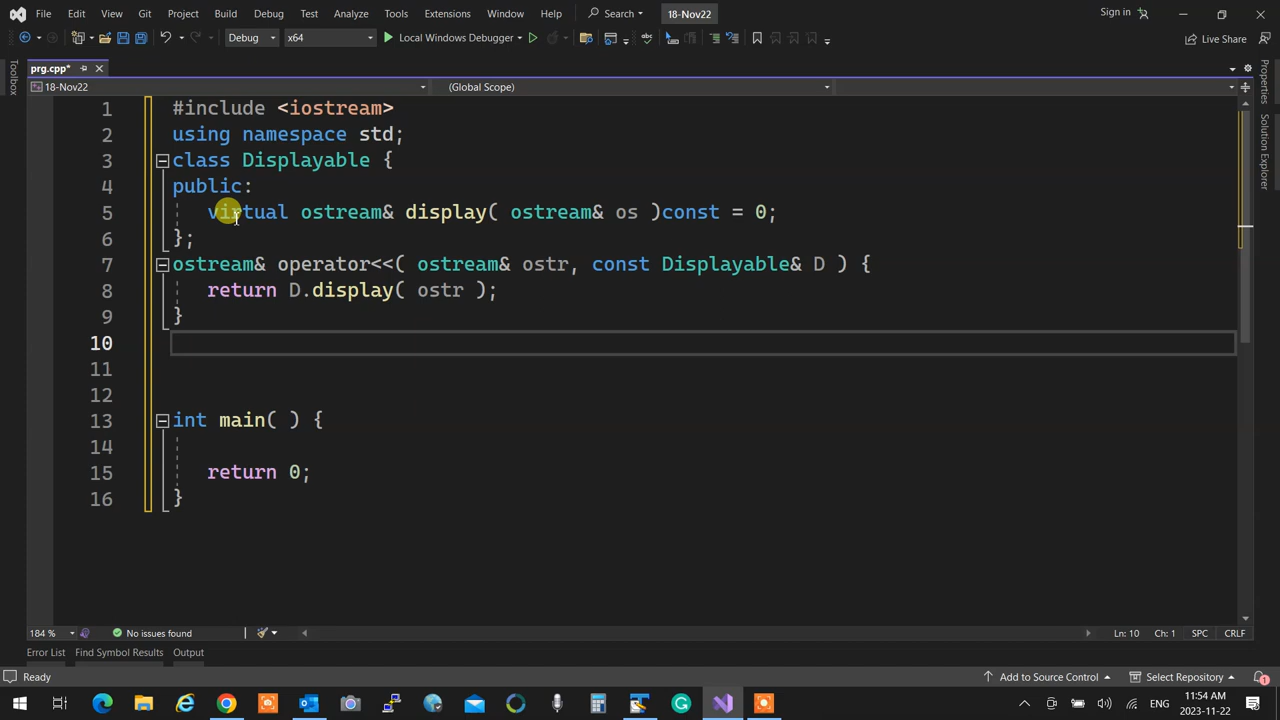 File Edit View Git Project Build Debug Test Analyze Tools Extensions Window Help Search 18-Nov22 Sign in
Debug x64 Local Windows Debugger Live Share
prg.cpp*
18-Nov22 (Global Scope)
Toolbox
Properties
Solution Explorer
1 #include <iostream>
2 using namespace std;
3 class Displayable {
4 public:
5 virtual ostream& display( ostream& os )const = 0;
6 };
7 ostream& operator<<( ostream& ostr, const Displayable& D ) {
8 return D.display( ostr );
9 }
10
11
12
13 int main( ) {
14
15 return 0;
16 }
184 % No issues found Ln: 10 Ch: 1 SPC CRLF
Error List Find Symbol Results Output
Ready Add to Source Control Select Repository 1
ENG 11:54 AM
2023-11-22